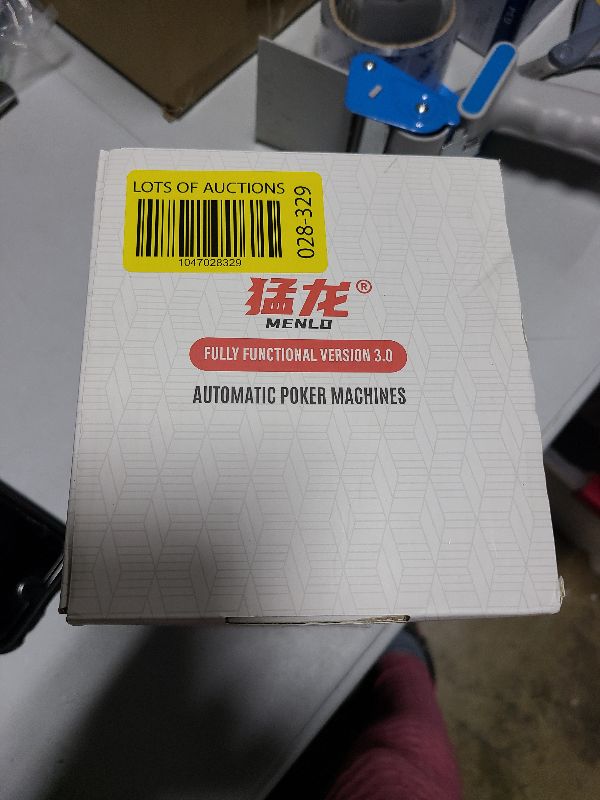 LOTS OF AUCTIONS
028-329
1047028329
猛龙®
MENLO
FULLY FUNCTIONAL VERSION 3.0
AUTOMATIC POKER MACHINES